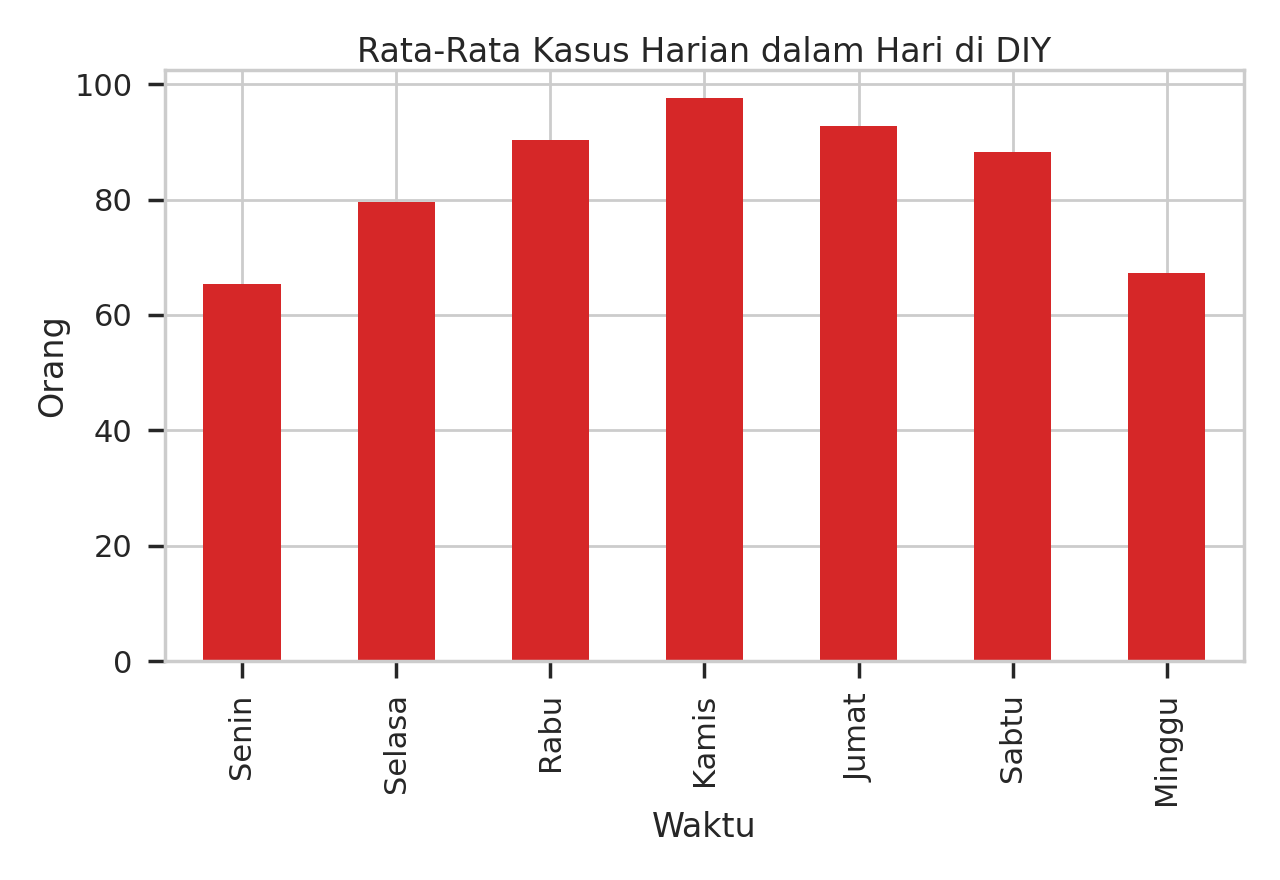 Rata-Rata Kasus Harian dalam Hari di DIY
100
80
60
40
20
0
Orang
Senin
Selasa
Rabu
Kamis
Jumat
Sabtu
Minggu
Waktu